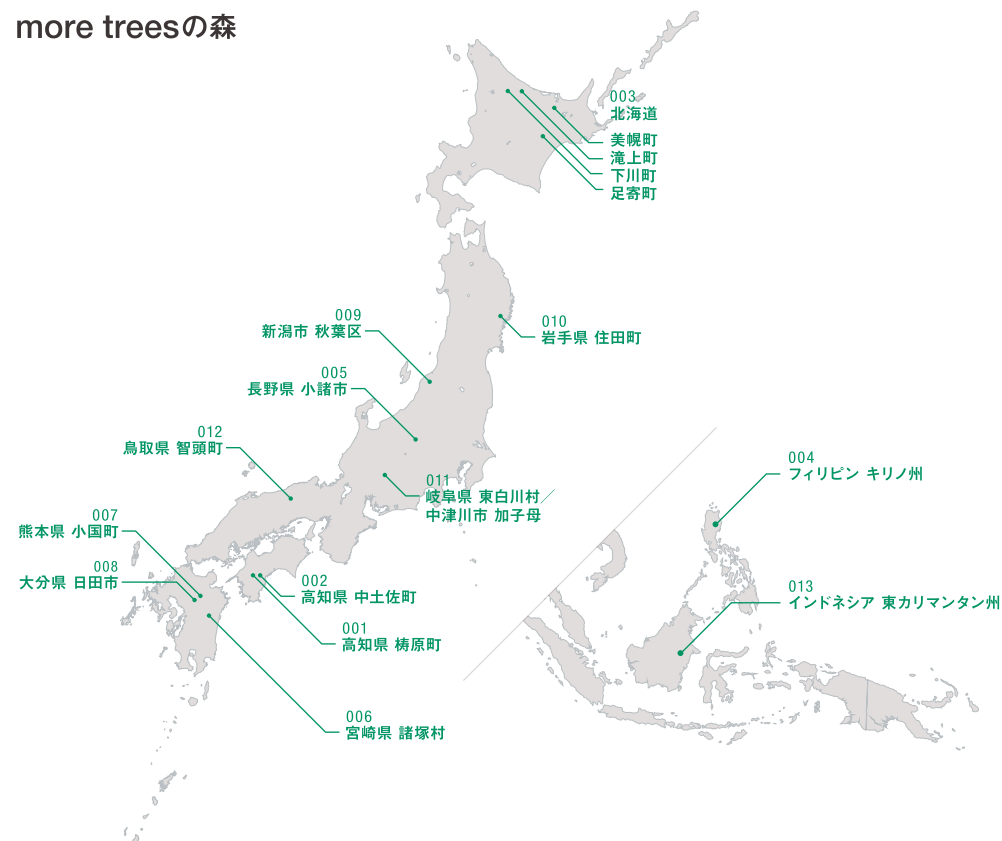 more treesの森
003
北海道
美幌町
滝上町
下川町
足寄町
009
新潟市 秋葉区
010
岩手県 住田町
005
長野県 小諸市
012
鳥取県 智頭町
011
岐阜県 東白川村
中津川市 加子母
004
フィリピン キリノ州
007
熊本県 小国町
008
大分県 日田市
002
高知県 中土佐町
013
インドネシア 東カリマンタン州
001
高知県 梼原町
006
宮崎県 諸塚村